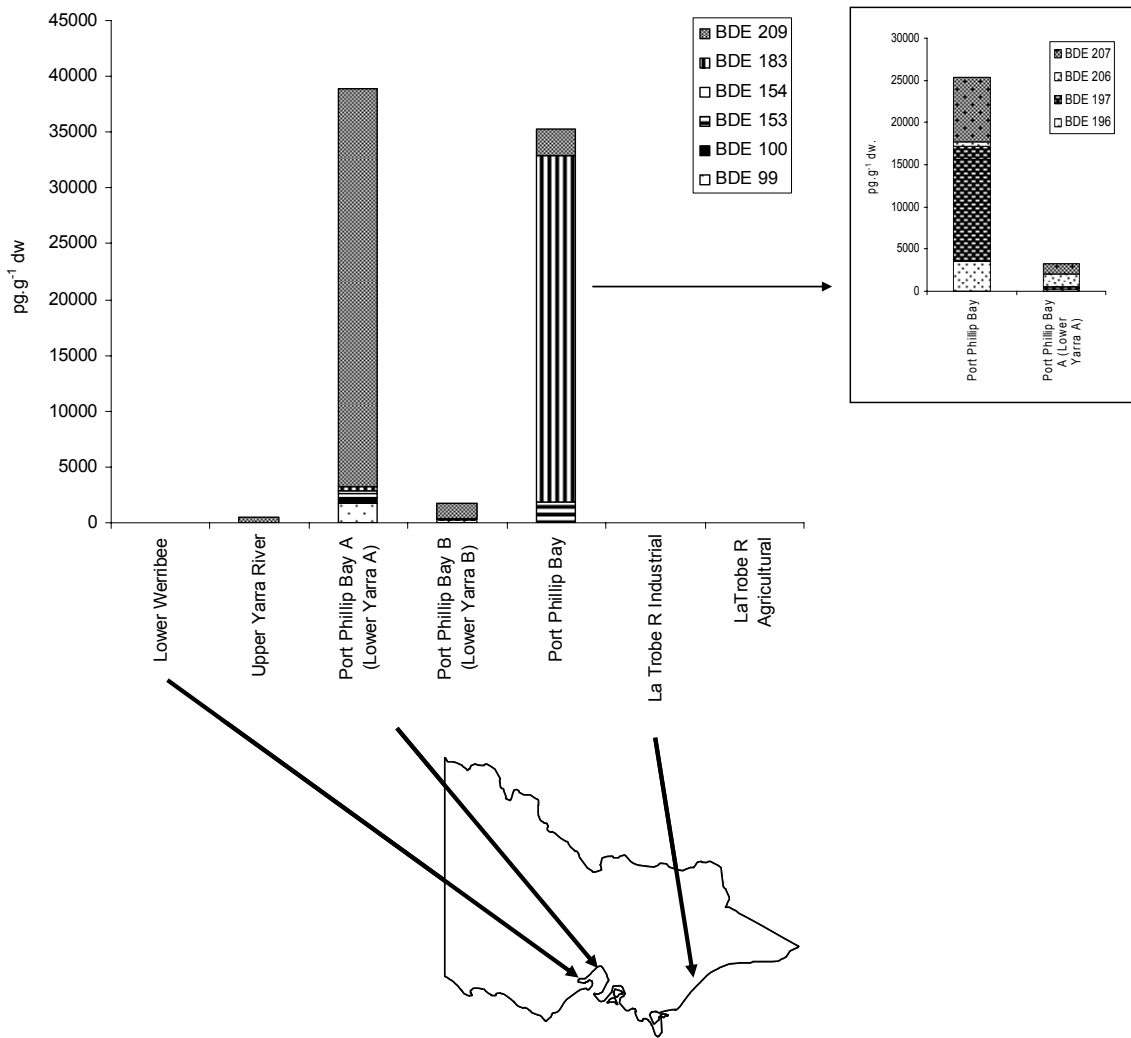 45000
40000
35000
30000
25000
20000
15000
10000
5000
0
pg.g-1 dw
BDE 209
BDE 183
BDE 154
BDE 153
BDE 100
BDE 99
Lower Werribee
Upper Yarra River
Port Phillip Bay A
(Lower Yarra A)
Port Phillip Bay B
(Lower Yarra B)
Port Phillip Bay
La Trobe R Industrial
LaTrobe R
Agricultural
30000
25000
20000
15000
10000
5000
0
pg.g-1 dw.
BDE 207
BDE 206
BDE 197
BDE 196
Port Phillip Bay
Port Phillip Bay
A (Lower
Yarra A)